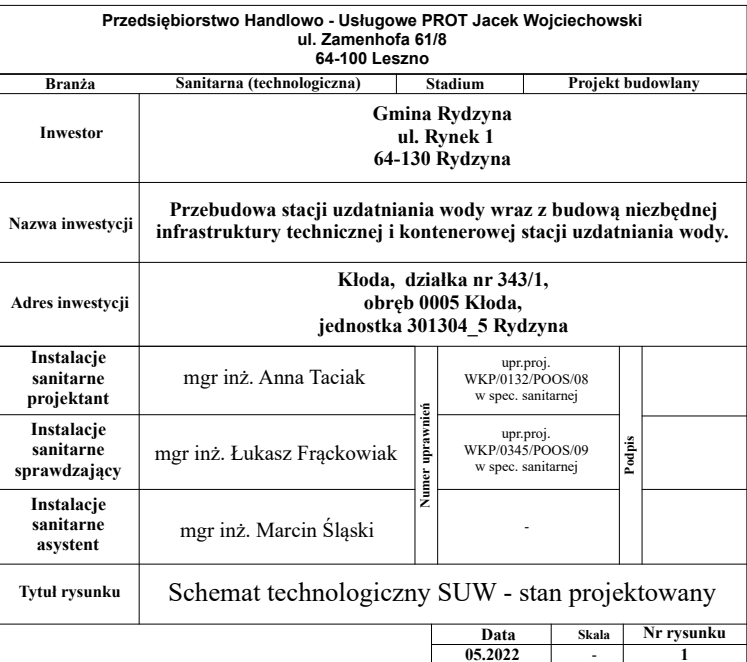 Przedsiębiorstwo Handlowo - Usługowe PROT Jacek Wojciechowski
ul. Zamenhofa 61/8
64-100 Leszno
Branża Sanitarna (technologiczna) Stadium Projekt budowlany
Inwestor
Gmina Rydzyna
ul. Rynek 1
64-130 Rydzyna
Nazwa inwestycji
Przebudowa stacji uzdatniania wody wraz z budową niezbędnej
infrastruktury technicznej i kontenerowej stacji uzdatniania wody.
Adres inwestycji
Kłoda, działka nr 343/1,
obręb 0005 Kłoda,
jednostka 301304_5 Rydzyna
Instalacje
sanitarne
projektant
mgr inż. Anna Taciak
Numer uprawnień
upr.proj.
WKP/0132/POOS/08
w spec. sanitarnej
Podpis
Instalacje
sanitarne
sprawdzający
mgr inż. Łukasz Frąckowiak
upr.proj.
WKP/0345/POOS/09
w spec. sanitarnej
Instalacje
sanitarne
asystent
mgr inż. Marcin Śląski
-
Tytuł rysunku
Schemat technologiczny SUW - stan projektowany
Data Skala Nr rysunku
05.2022 - 1